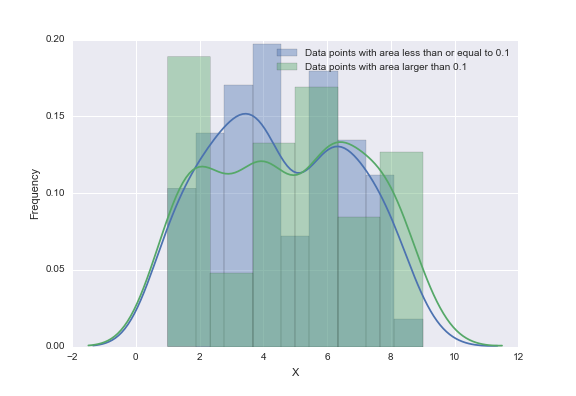 Data points with area less than or equal to 0.1
Data points with area larger than 0.1
0.20
0.15
0.10
0.05
0.00
Frequency
−2 0 2 4 6 8 10 12
X